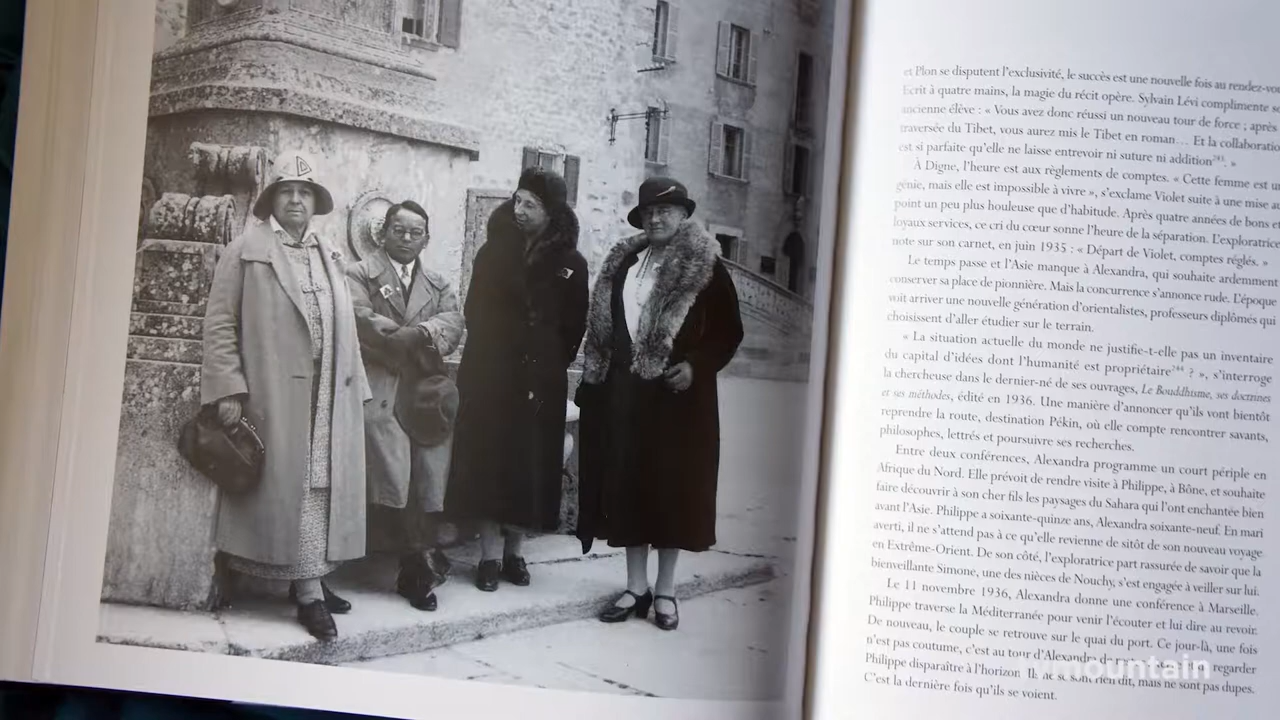 et Plon se disputent l'exclusivité, le succès est une nouvelle fois au rendez-vou
Écrit à quatre mains, la magie du récit opère. Sylvain Lévi complimente so
ancienne élève : « Vous avez donc réussi un nouveau tour de force ; après
traversée du Tibet, vous aurez mis le Tibet en roman… Et la collaboratio
est si parfaite qu'elle ne laisse entrevoir ni suture ni addition²⁴³. »
À Digne, l'heure est aux règlements de comptes. « Cette femme est u
génie, mais elle est impossible à vivre », s'exclame Violet suite à une mise au
point un peu plus houleuse que d'habitude. Après quatre années de bons et
loyaux services, ce cri du cœur sonne l'heure de la séparation. L'exploratrice
note sur son carnet, en juin 1935 : « Départ de Violet, comptes réglés. »
Le temps passe et l'Asie manque à Alexandra, qui souhaite ardemment
conserver sa place de pionnière. Mais la concurrence s'annonce rude. L'époque
voit arriver une nouvelle génération d'orientalistes, professeurs diplômés qui
choisissent d'aller étudier sur le terrain.
« La situation actuelle du monde ne justifie-t-elle pas un inventaire
du capital d'idées dont l'humanité est propriétaire²⁴⁴ ? », s'interroge
la chercheuse dans le dernier-né de ses ouvrages, Le Bouddhisme, ses doctrines
et ses méthodes, édité en 1936. Une manière d'annoncer qu'ils vont bientôt
reprendre la route, destination Pékin, où elle compte rencontrer savants,
philosophes, lettrés et poursuivre ses recherches.
Entre deux conférences, Alexandra programme un court périple en
Afrique du Nord. Elle prévoit de rendre visite à Philippe, à Bône, et souhaite
faire découvrir à son cher fils les paysages du Sahara qui l'ont enchantée bien
avant l'Asie. Philippe a soixante-quinze ans, Alexandra soixante-neuf. En mari
averti, il ne s'attend pas à ce qu'elle revienne de sitôt de son nouveau voyage
en Extrême-Orient. De son côté, l'exploratrice part rassurée de savoir que la
bienveillante Simone, une des nièces de Nouchy, s'est engagée à veiller sur lui.
Le 11 novembre 1936, Alexandra donne une conférence à Marseille.
Philippe traverse la Méditerranée pour venir l'écouter et lui dire au revoir.
De nouveau, le couple se retrouve sur le quai du port. Ce jour-là, une fois
n'est pas coutume, c'est au tour d'Alexandra de regarder
Philippe disparaître à l'horizon. Ils ne se sont rien dit, mais ne sont pas dupes.
C'est la dernière fois qu'ils se voient.
tvmountain